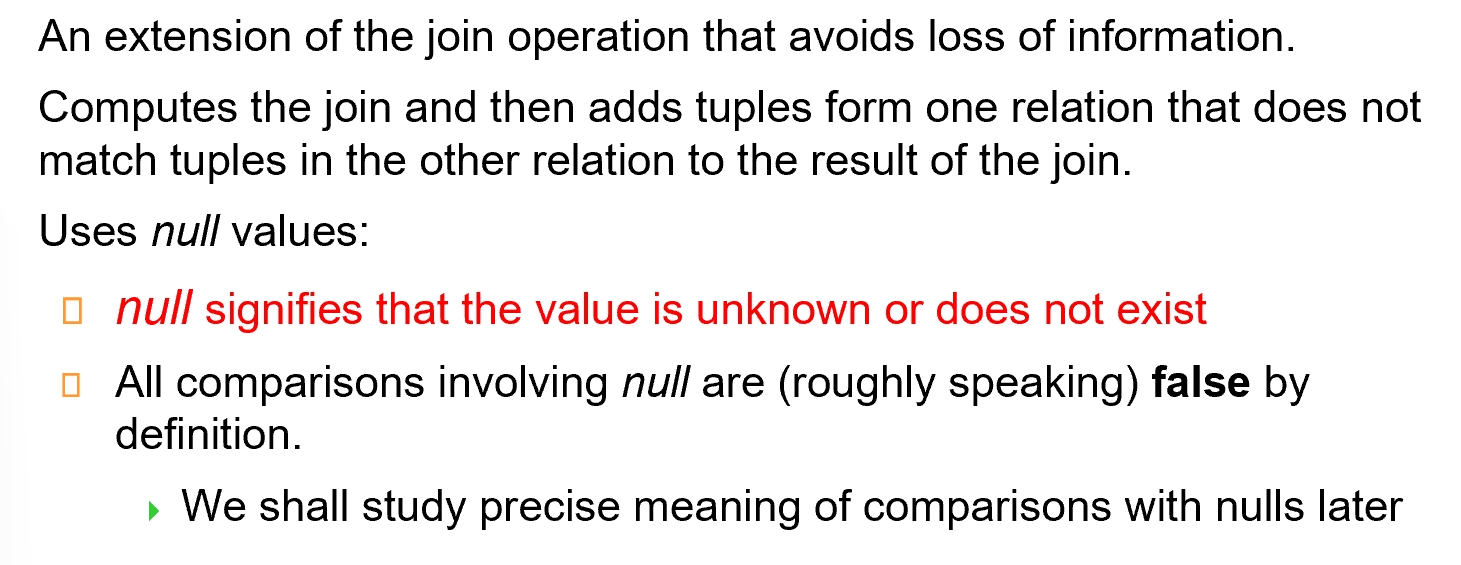 An extension of the join operation that avoids loss of information.
Computes the join and then adds tuples form one relation that does not
match tuples in the other relation to the result of the join.
Uses null values:
null signifies that the value is unknown or does not exist
All comparisons involving null are (roughly speaking) false by
definition.
We shall study precise meaning of comparisons with nulls later